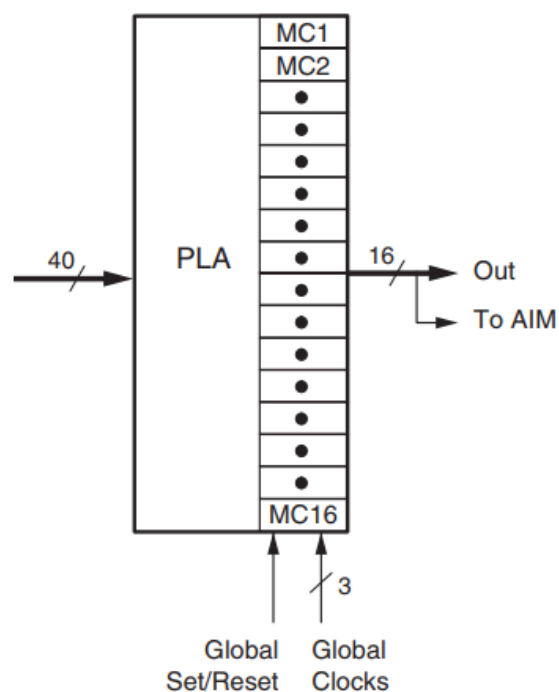 MC1
MC2
40
PLA
16
Out
To AIM
MC16
3
Global
Set/Reset
Global
Clocks